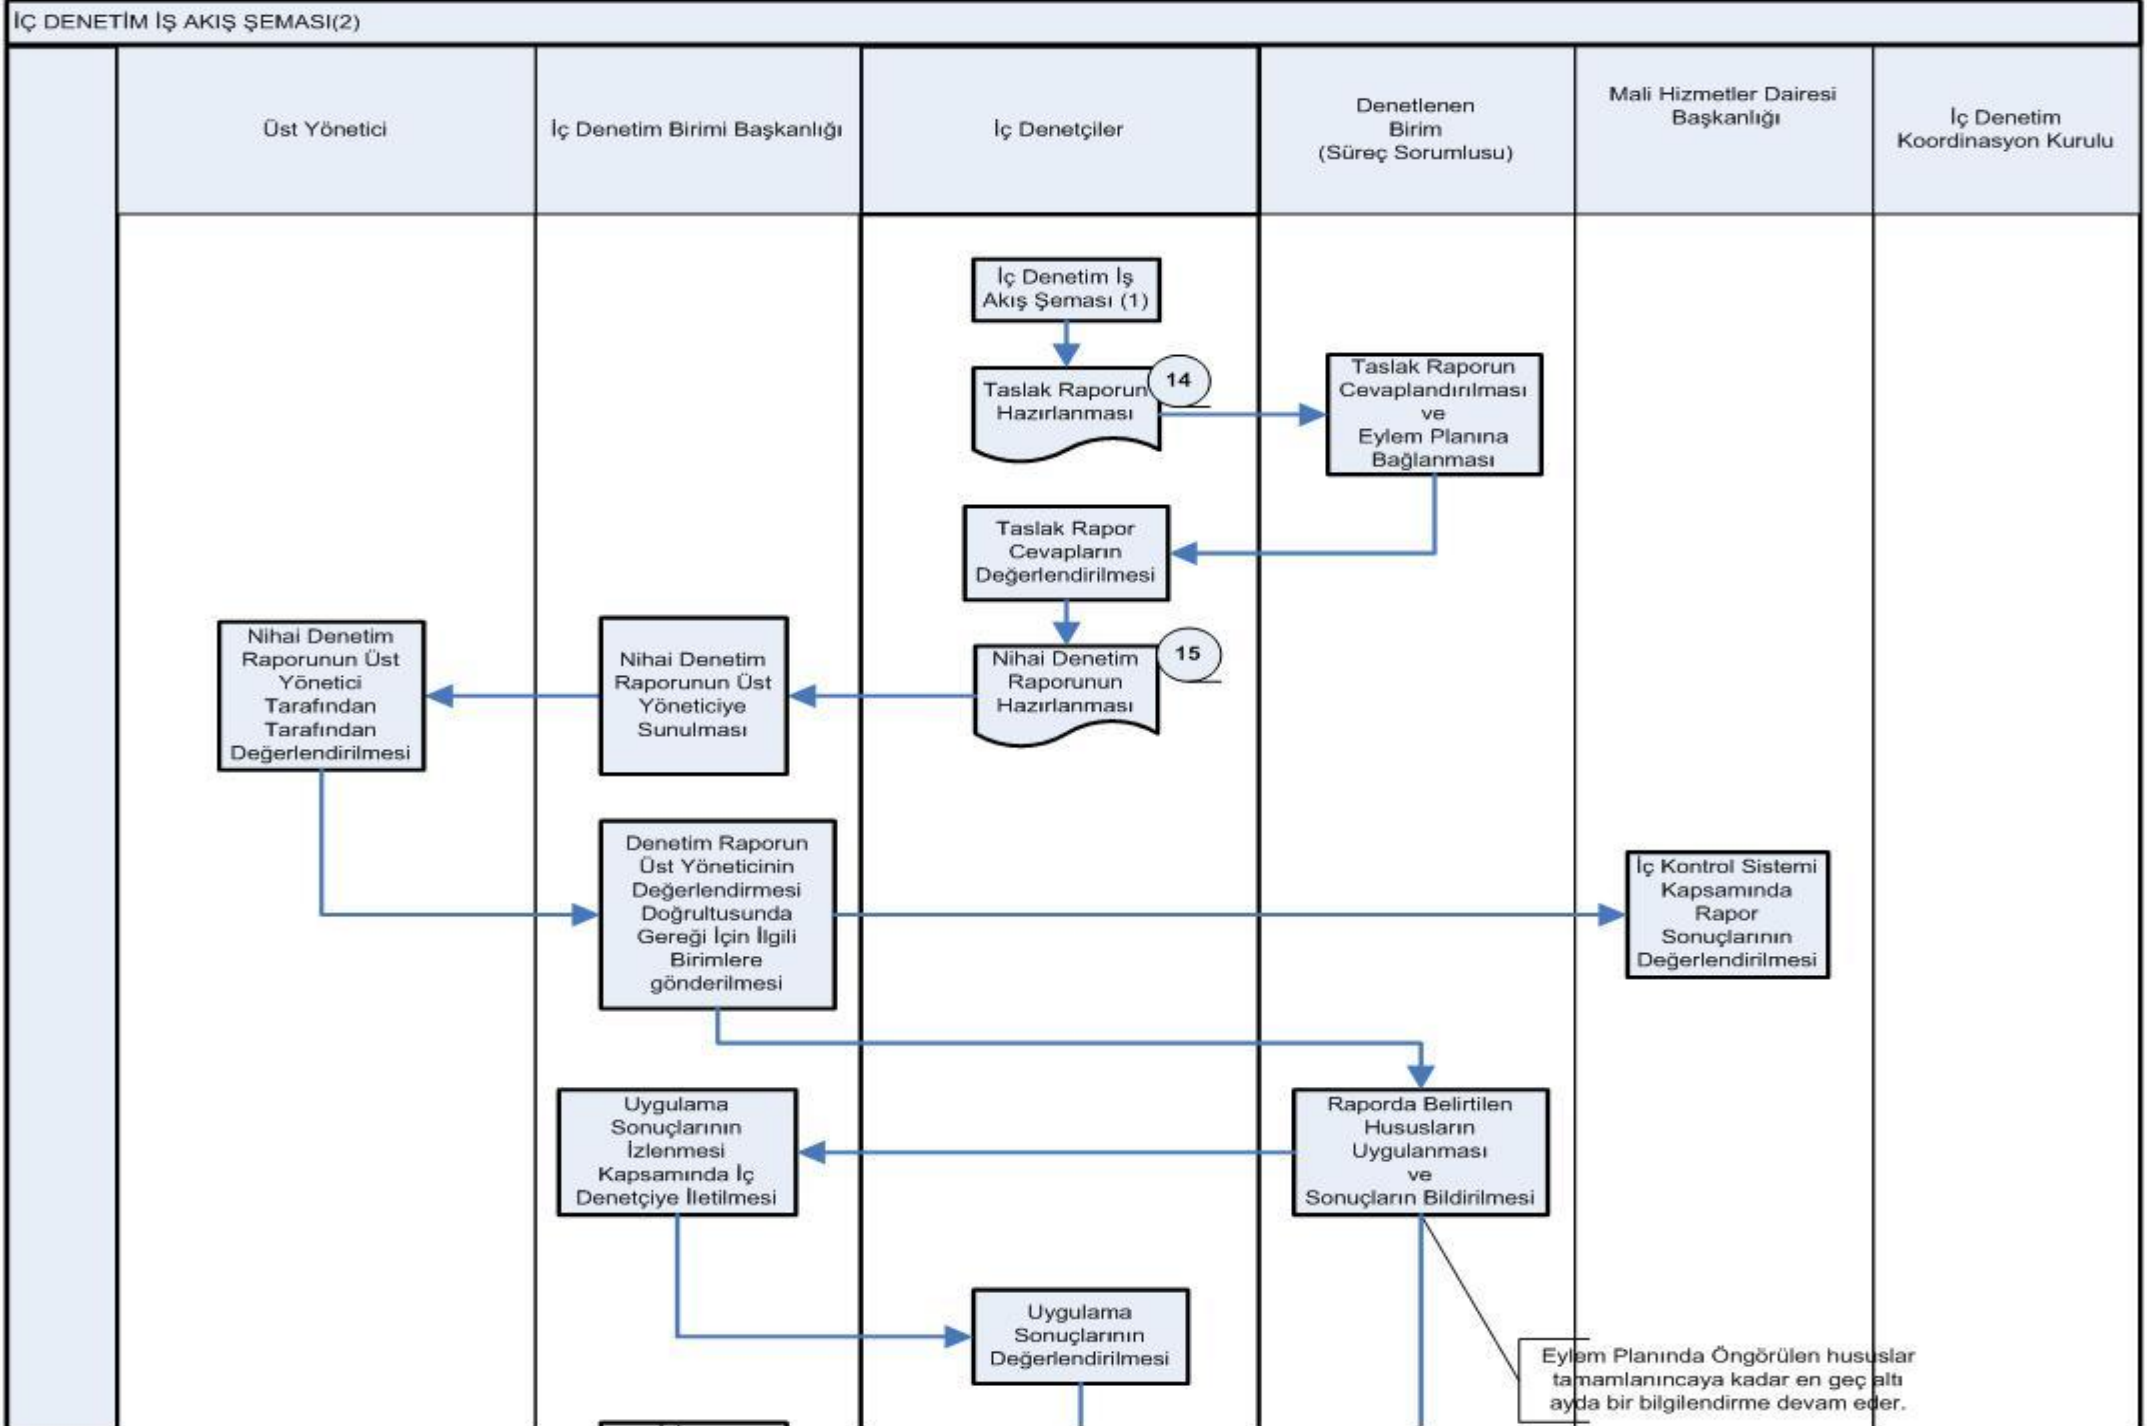 İÇ DENETİM İŞ AKIŞ ŞEMASI(2)
Üst Yönetici
İç Denetim Birimi Başkanlığı
İç Denetçiler
Denetlenen
Birim
(Süreç Sorumlusu)
Mali Hizmetler Dairesi
Başkanlığı
İç Denetim
Koordinasyon Kurulu
İç Denetim İş
Akış Şeması (1)
Taslak Raporun
Hazırlanması
14
Taslak Raporun
Cevaplandırılması
ve
Eylem Planına
Bağlanması
Taslak Rapor
Cevapların
Değerlendirilmesi
Nihai Denetim
Raporunun
Hazırlanması
15
Nihai Denetim
Raporunun Üst
Yöneticiye
Sunulması
Nihai Denetim
Raporunun Üst
Yönetici
Tarafından
Tarafından
Değerlendirilmesi
Denetim Raporun
Üst Yöneticinin
Değerlendirmesi
Doğrultusunda
Gereği İçin İlgili
Birimlere
gönderilmesi
İç Kontrol Sistemi
Kapsamında
Rapor
Sonuçlarının
Değerlendirilmesi
Raporda Belirtilen
Hususların
Uygulanması
ve
Sonuçların Bildirilmesi
Uygulama
Sonuçlarının
İzlenmesi
Kapsamında İç
Denetçiye İletilmesi
Uygulama
Sonuçlarının
Değerlendirilmesi
Eylem Planında Öngörülen hususlar
tamamlanıncaya kadar en geç altı
ayda bir bilgilendirme devam eder.